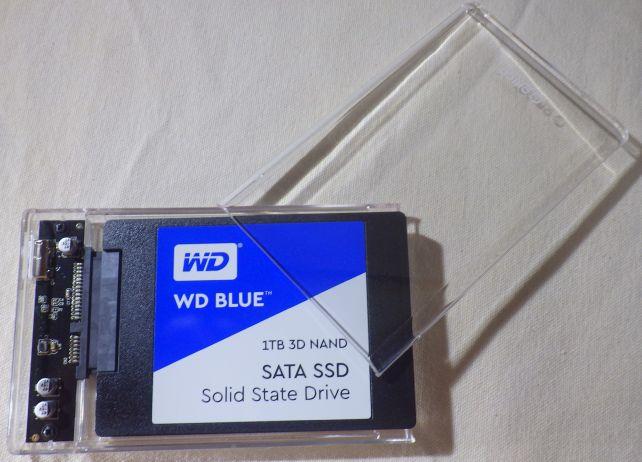 WD®
WD BLUE™
1TB 3D NAND
SATA SSD
Solid State Drive